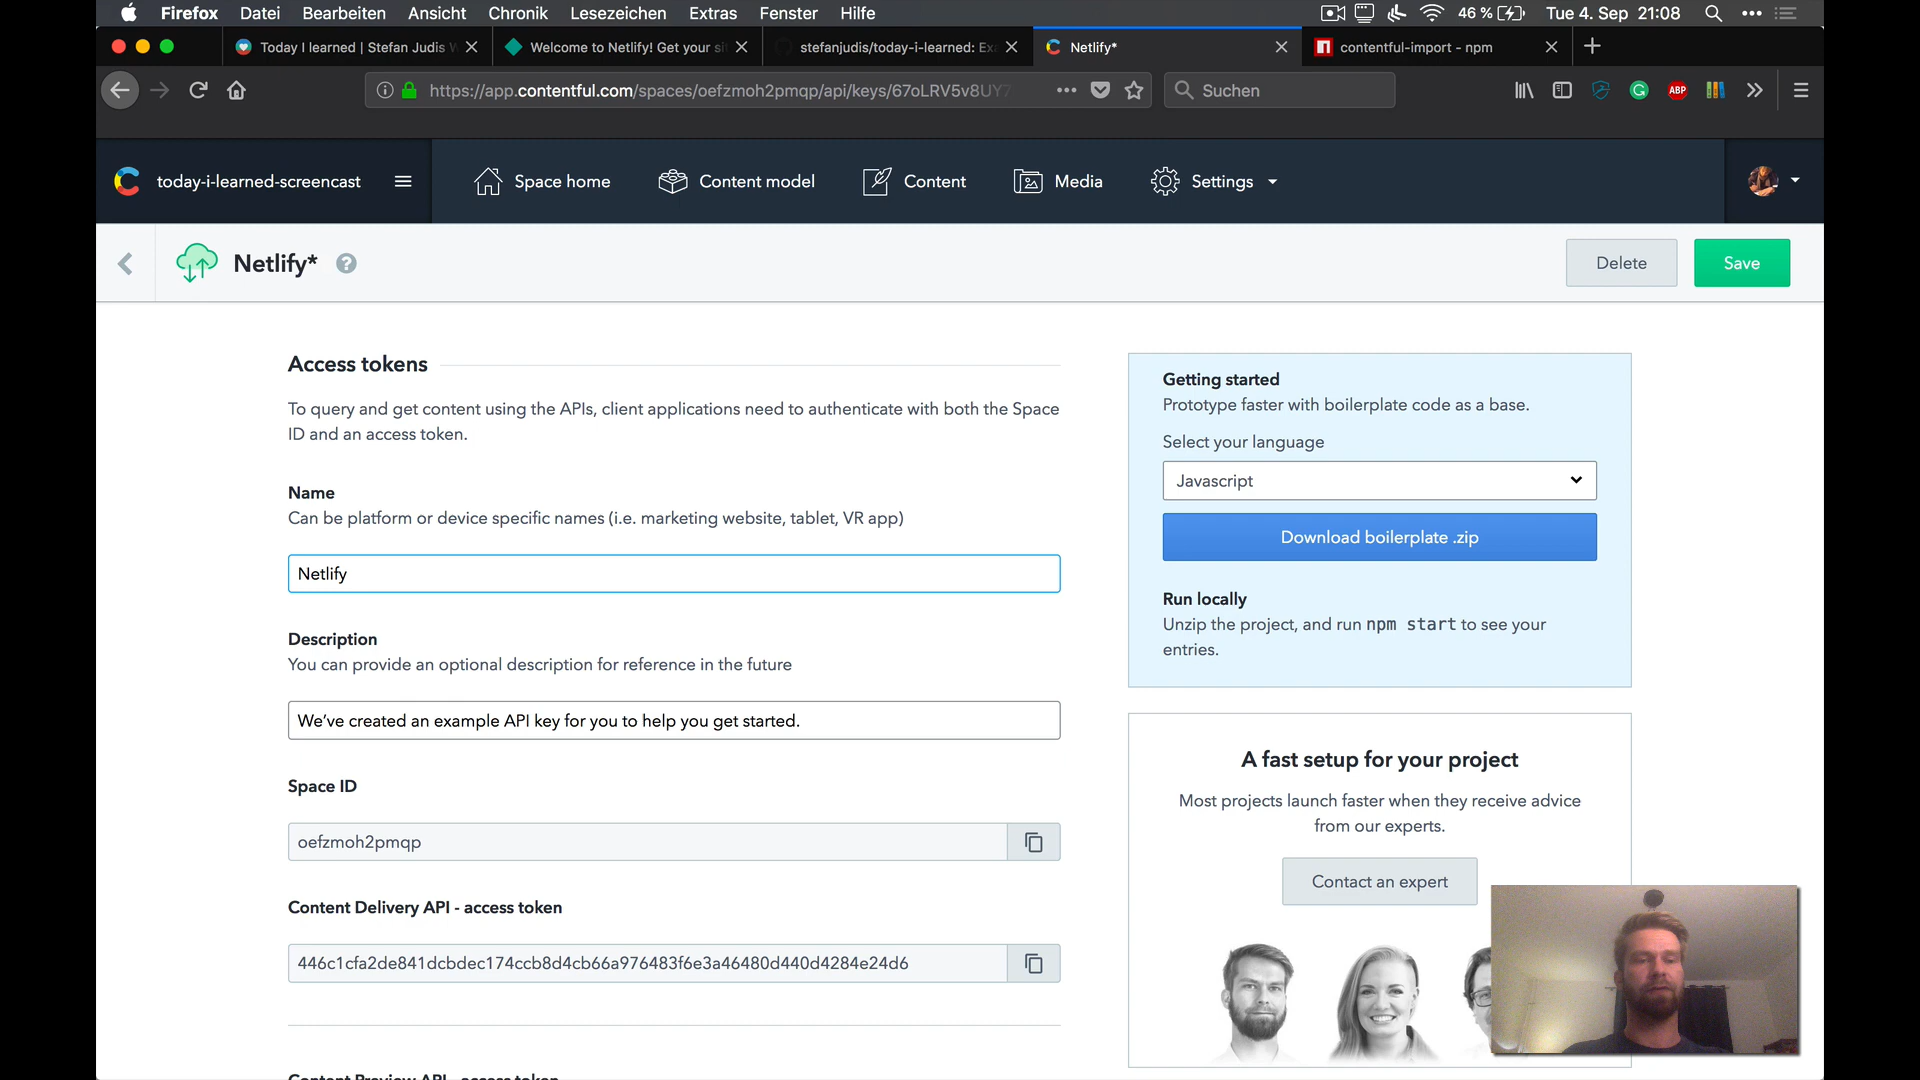 Firefox Datei Bearbeiten Ansicht Chronik Lesezeichen Extras Fenster Hilfe 46 % Tue 4. Sep 21:08
Today I learned | Stefan Judis Welcome to Netlify! Get your si stefanjudis/today-i-learned: Ex Netlify* contentful-import - npm
https://app.contentful.com/spaces/oefzmoh2pmqp/api/keys/67oLRV5v8UY7 Suchen ABP
today-i-learned-screencast Space home Content model Content Media Settings
Netlify* ? Delete Save
Access tokens
To query and get content using the APIs, client applications need to authenticate with both the Space
ID and an access token.
Name
Can be platform or device specific names (i.e. marketing website, tablet, VR app)
Netlify
Description
You can provide an optional description for reference in the future
We've created an example API key for you to help you get started.
Space ID
oefzmoh2pmqp
Content Delivery API - access token
446c1cfa2de841dcbdec174ccb8d4cb66a976483f6e3a46480d440d4284e24d6
Content Preview API - access token
Getting started
Prototype faster with boilerplate code as a base.
Select your language
Javascript
Download boilerplate .zip
Run locally
Unzip the project, and run npm start to see your
entries.
A fast setup for your project
Most projects launch faster when they receive advice
from our experts.
Contact an expert